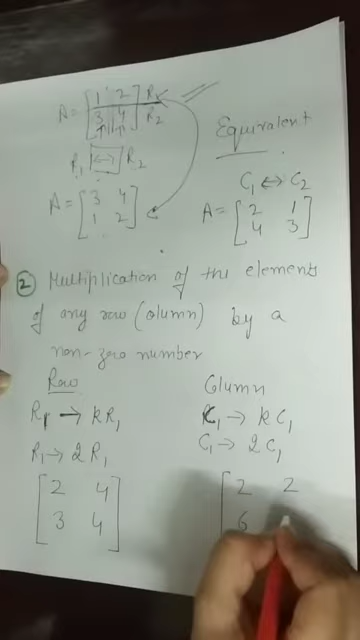 A = [1 2] R1
[3 4] R2
R1 ↔ R2
A = [3 4]
[1 2]
Equivalent
C1 ↔ C2
A = [2 1]
[4 3]
2 Multiplication of the elements
of any row (column) by a
non-zero number
Row
R1 → kR1
R1 → 2R1
[2 4]
[3 4]
Column
C1 → kC1
C1 → 2C1
[2 2
6